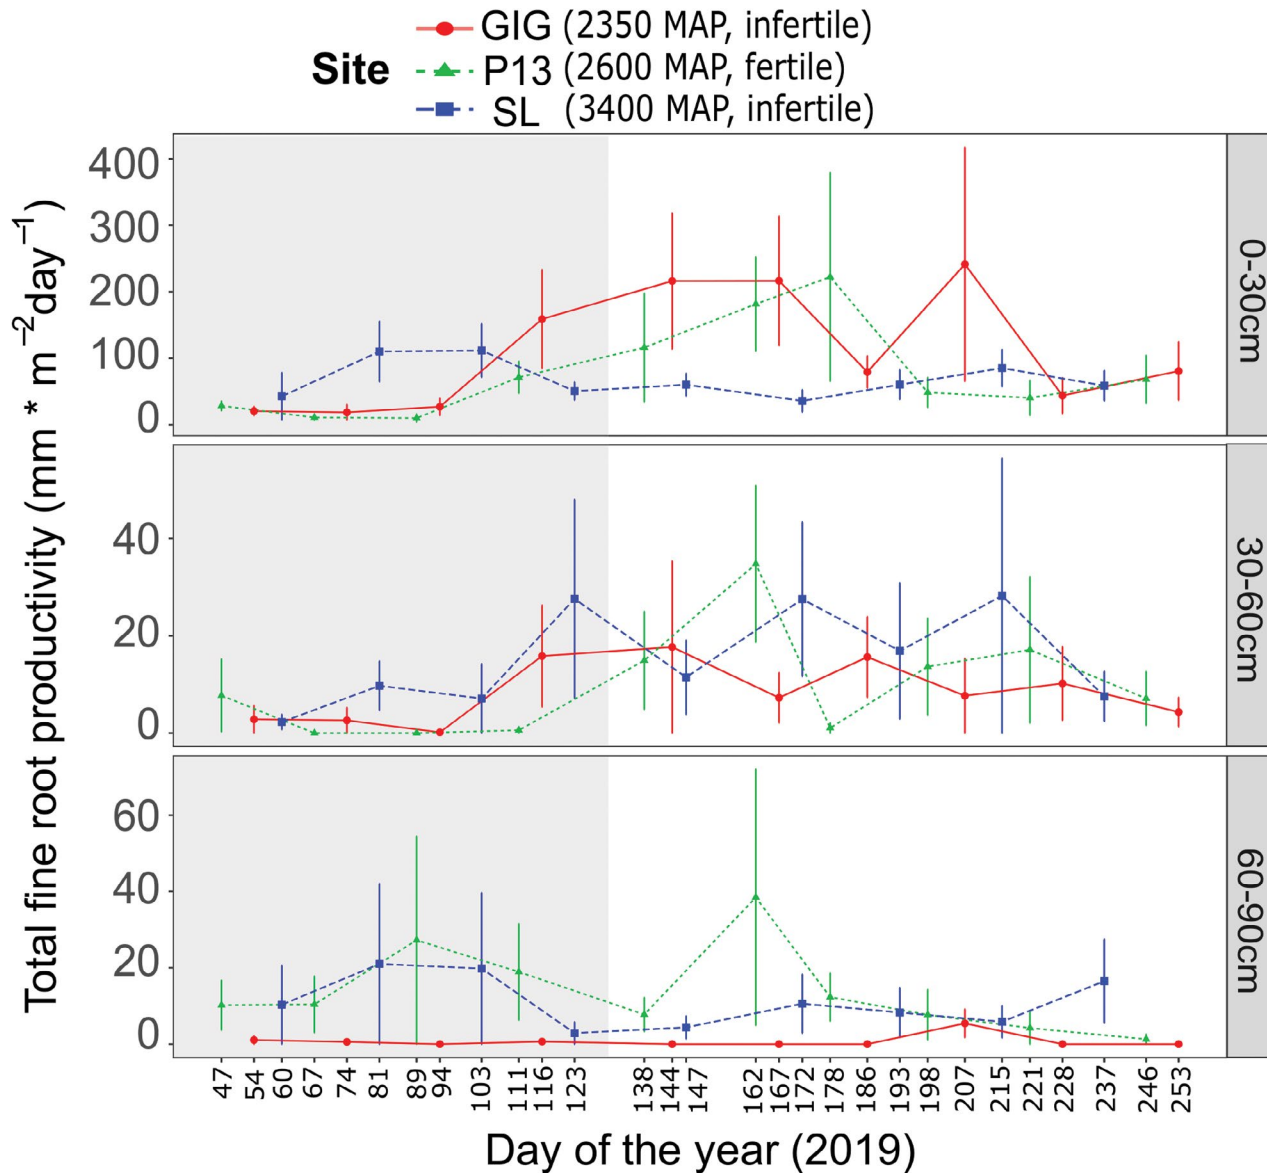 Site
GIG (2350 MAP, infertile)
P13 (2600 MAP, fertile)
SL (3400 MAP, infertile)
Total fine root productivity (mm * m−2day−1)
400
300
200
100
0
0-30cm
40
20
0
30-60cm
60
40
20
0
60-90cm
47 54 60 67 74 81 89 94 103 111 116 123 138 144 147 162 167 172 178 186 193 198 207 215 221 228 237 246 253
Day of the year (2019)